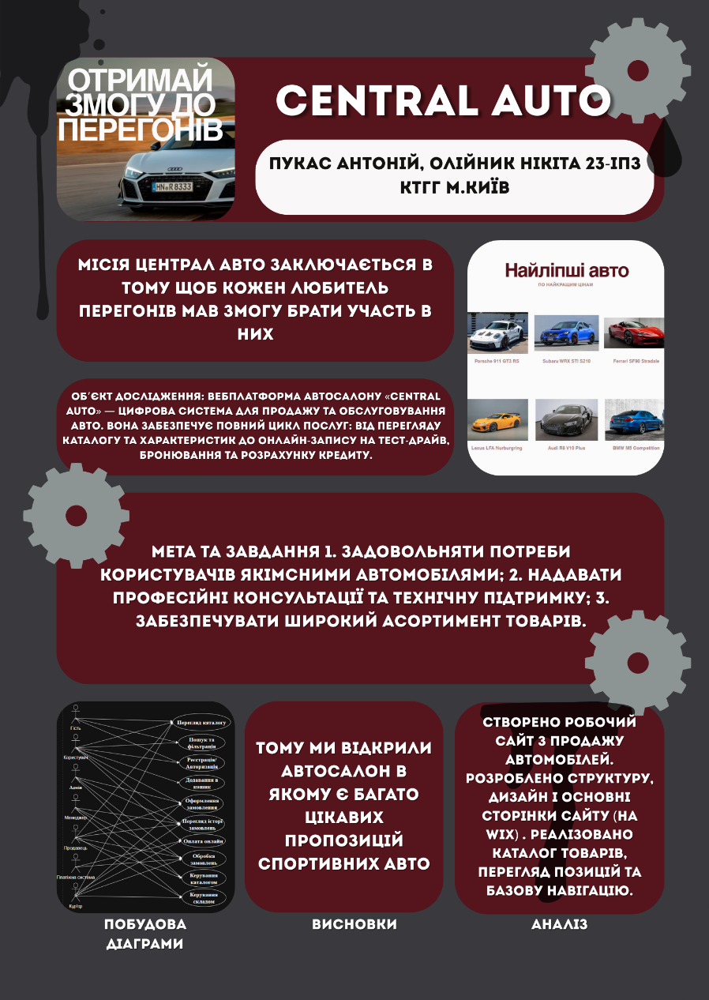 ОТРИМАЙ
ЗМОГУ ДО
ПЕРЕГОНІВ
HN R 8333
CENTRAL AUTO
ПУКАС АНТОНІЙ, ОЛІЙНИК НІКІТА 23-ІПЗ
КТГГ М.КИЇВ
МІСІЯ ЦЕНТРАЛ АВТО ЗАКЛЮЧАЄТЬСЯ В
ТОМУ ЩОБ КОЖЕН ЛЮБИТЕЛЬ
ПЕРЕГОНІВ МАВ ЗМОГУ БРАТИ УЧАСТЬ В
НИХ
Найліпші авто
ПО НАЙКРАЩИМ ЦІНАМ
Porsche 911 GT3 RS
Subaru WRX STI S210
Ferrari SF90 Stradale
Lexus LFA Nurburgring
Audi R8 V10 Plus
BMW M5 Competition
ОБ'ЄКТ ДОСЛІДЖЕННЯ: ВЕБПЛАТФОРМА АВТОСАЛОНУ «CENTRAL
AUTO» — ЦИФРОВА СИСТЕМА ДЛЯ ПРОДАЖУ ТА ОБСЛУГОВУВАННЯ
АВТО. ВОНА ЗАБЕЗПЕЧУЄ ПОВНИЙ ЦИКЛ ПОСЛУГ: ВІД ПЕРЕГЛЯДУ
КАТАЛОГУ ТА ХАРАКТЕРИСТИК ДО ОНЛАЙН-ЗАПИСУ НА ТЕСТ-ДРАЙВ,
БРОНЮВАННЯ ТА РОЗРАХУНКУ КРЕДИТУ.
МЕТА ТА ЗАВДАННЯ 1. ЗАДОВОЛЬНЯТИ ПОТРЕБИ
КОРИСТУВАЧІВ ЯКІМСНИМИ АВТОМОБІЛЯМИ; 2. НАДАВАТИ
ПРОФЕСІЙНІ КОНСУЛЬТАЦІЇ ТА ТЕХНІЧНУ ПІДТРИМКУ; 3.
ЗАБЕЗПЕЧУВАТИ ШИРОКИЙ АСОРТИМЕНТ ТОВАРІВ.
Гість
Користувач
Адмін
Менеджер
Продавець
Платіжна система
Кур'єр
Перегляд каталогу
Пошук та
фільтрація
Реєстрація/
Авторизація
Додавання в
кошик
Оформлення
замовлення
Перегляд історії
замовлень
Оплата онлайн
Обробка
замовлень
Керування
каталогом
Керування
складом
ПОБУДОВА
ДІАГРАМИ
ТОМУ МИ ВІДКРИЛИ
АВТОСАЛОН В
ЯКОМУ Є БАГАТО
ЦІКАВИХ
ПРОПОЗИЦІЙ
СПОРТИВНИХ АВТО
ВИСНОВКИ
СТВОРЕНО РОБОЧИЙ
САЙТ З ПРОДАЖУ
АВТОМОБІЛЕЙ.
РОЗРОБЛЕНО СТРУКТУРУ,
ДИЗАЙН І ОСНОВНІ
СТОРІНКИ САЙТУ (НА
WIX) . РЕАЛІЗОВАНО
КАТАЛОГ ТОВАРІВ,
ПЕРЕГЛЯД ПОЗИЦІЙ ТА
БАЗОВУ НАВІГАЦІЮ.
АНАЛІЗ